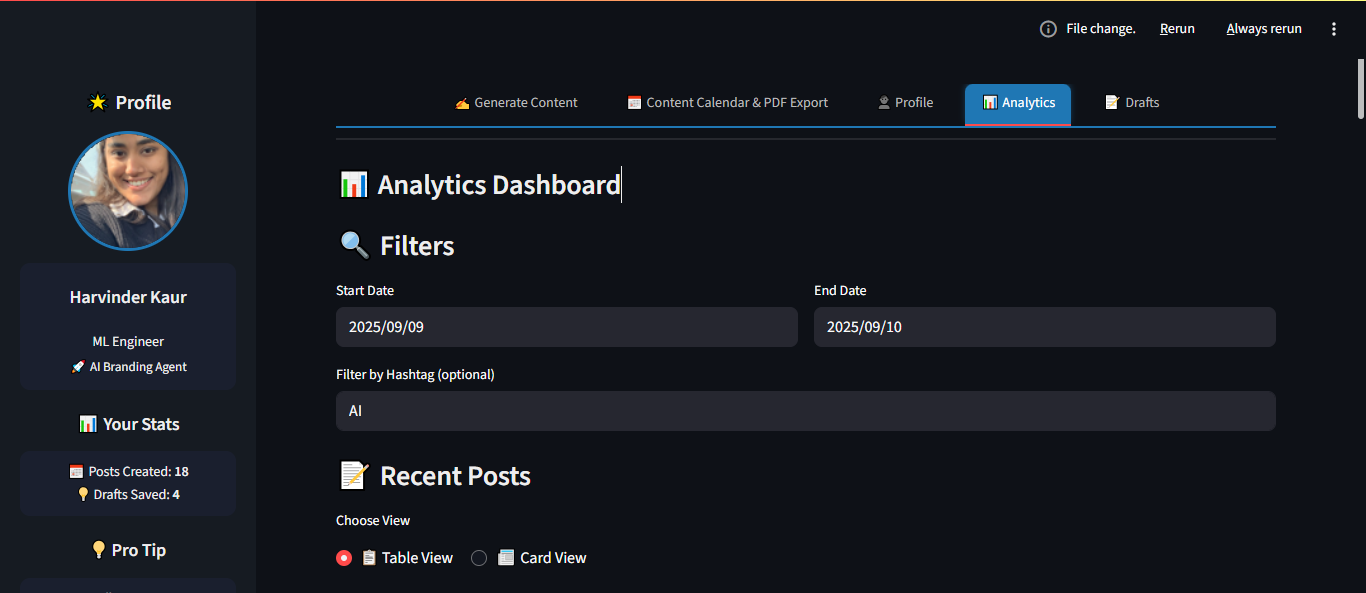 File change. Rerun Always rerun
Profile
Harvinder Kaur
ML Engineer
🚀 AI Branding Agent
📊 Your Stats
📅 Posts Created: 18
💡 Drafts Saved: 4
💡 Pro Tip
✍️ Generate Content 📅 Content Calendar & PDF Export 👤 Profile 📊 Analytics 📝 Drafts
📊 Analytics Dashboard
🔍 Filters
Start Date End Date
2025/09/09 2025/09/10
Filter by Hashtag (optional)
AI
📝 Recent Posts
Choose View
📋 Table View 📰 Card View